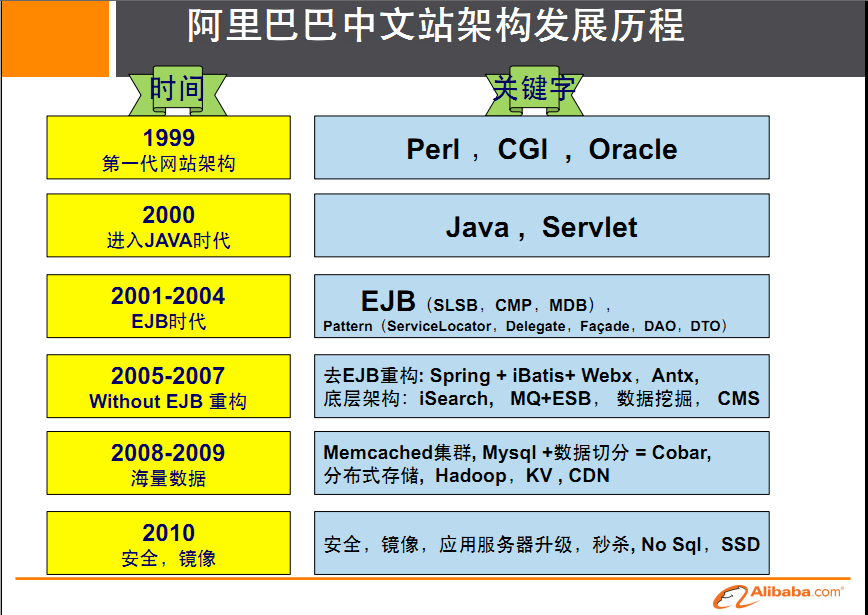 阿里巴巴中文站架构发展历程
时间
关键字
1999
第一代网站架构
Perl ，CGI ，Oracle
2000
进入JAVA时代
Java ，Servlet
2001-2004
EJB时代
EJB（SLSB，CMP，MDB），
Pattern（ServiceLocator，Delegate，Façade，DAO，DTO）
2005-2007
Without EJB 重构
去EJB重构: Spring + iBatis+ Webx，Antx,
底层架构：iSearch, MQ+ESB， 数据挖掘， CMS
2008-2009
海量数据
Memcached集群, Mysql +数据切分 = Cobar,
分布式存储, Hadoop，KV , CDN
2010
安全，镜像
安全，镜像，应用服务器升级，秒杀, No Sql，SSD
Alibaba.com®